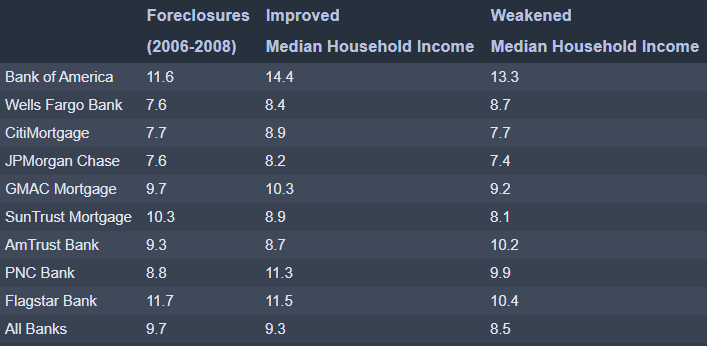 Foreclosures Improved Weakened
(2006-2008) Median Household Income Median Household Income
Bank of America 11.6 14.4 13.3
Wells Fargo Bank 7.6 8.4 8.7
CitiMortgage 7.7 8.9 7.7
JPMorgan Chase 7.6 8.2 7.4
GMAC Mortgage 9.7 10.3 9.2
SunTrust Mortgage 10.3 8.9 8.1
AmTrust Bank 9.3 8.7 10.2
PNC Bank 8.8 11.3 9.9
Flagstar Bank 11.7 11.5 10.4
All Banks 9.7 9.3 8.5